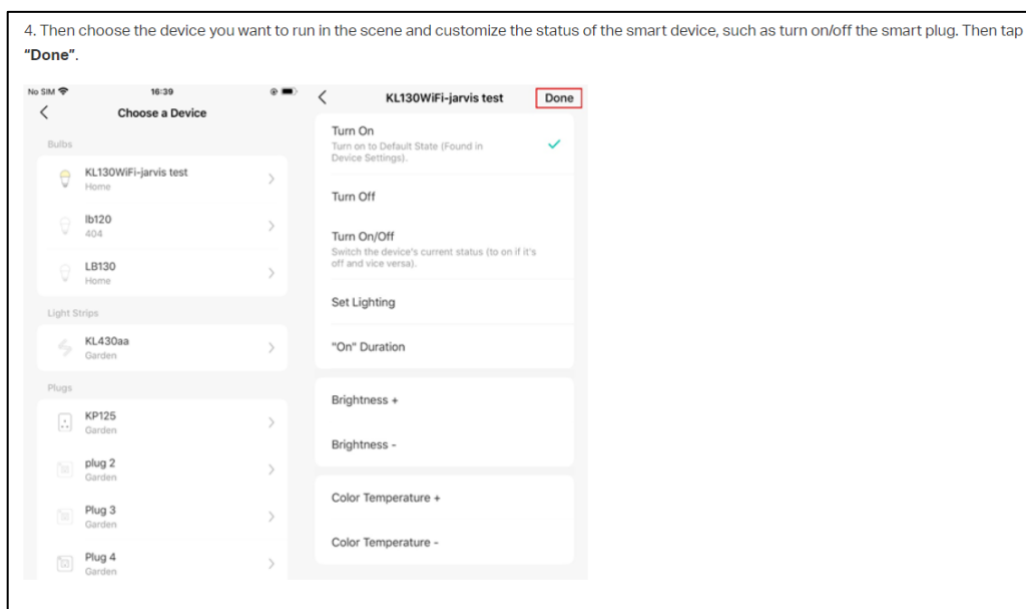 4. Then choose the device you want to run in the scene and customize the status of the smart device, such as turn on/off the smart plug. Then tap
"Done".
No SIM 16:39
Choose a Device
Bulbs
KL130WiFi-jarvis test
Home
lb120
404
LB130
Home
Light Strips
KL430aa
Garden
Plugs
KP125
Garden
plug 2
Garden
Plug 3
Garden
Plug 4
Garden
KL130WiFi-jarvis test Done
Turn On
Turn on to Default State (Found in
Device Settings).
Turn Off
Turn On/Off
Switch the device's current status (to on if it's
off and vice versa).
Set Lighting
"On" Duration
Brightness +
Brightness -
Color Temperature +
Color Temperature -